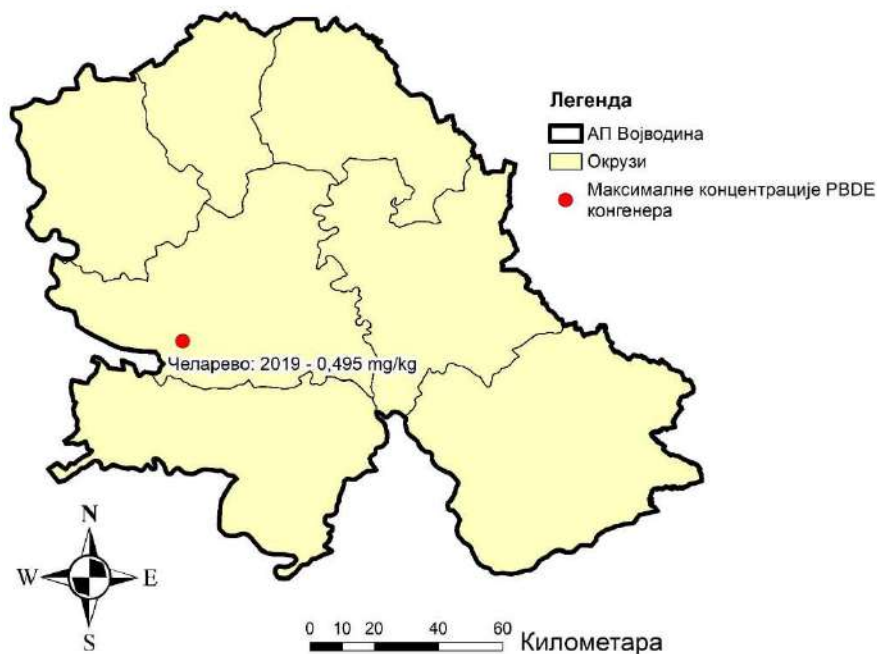 Легенда
АП Војводина
Окрузи
Максималне концентрације PBDE
конгенера
Челарево: 2019 - 0,495 mg/kg
N
W E
S
0 10 20 40 60
Километара